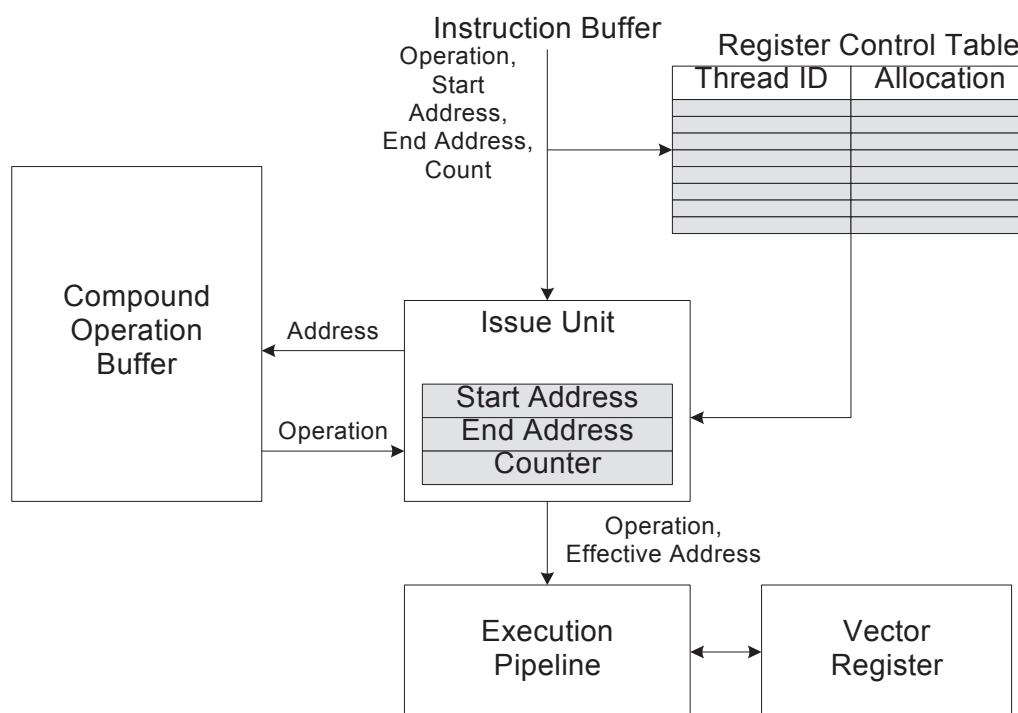 Instruction Buffer
Operation,
Start
Address,
End Address,
Count
Register Control Table
Thread ID
Allocation
Compound
Operation
Buffer
Address
Operation
Issue Unit
Start Address
End Address
Counter
Operation,
Effective Address
Execution
Pipeline
Vector
Register